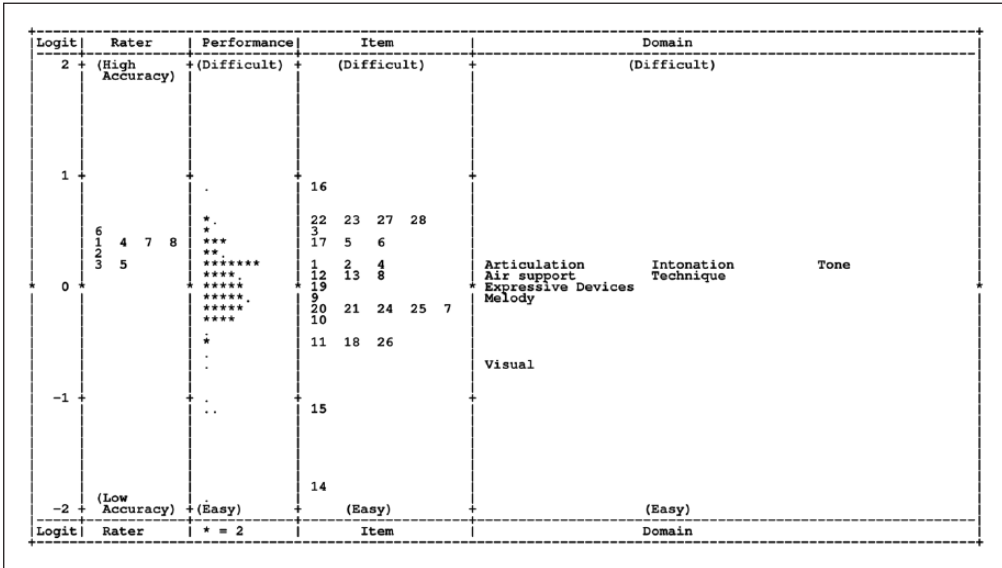 Logit| Rater | Performance| Item | Domain
2 + (High +(Difficult) + (Difficult) + (Difficult)
Accuracy)
1
. 16
*. 22 23 27 28
6 * 3
1 4 7 8 *** 17 5 6
2 **.
3 5 ******* 1 2 4 Articulation Intonation Tone
****. 12 13 8 Air support Technique
* 0 * * ***** * 19 * Expressive Devices *
*****. 9 Melody
***** 20 21 24 25 7
**** 10
.
* 11 18 26
.
. Visual
-1 + .
.. 15
14
(Low .
-2 + Accuracy) +(Easy) + (Easy) + (Easy)
Logit| Rater | * = 2 | Item | Domain